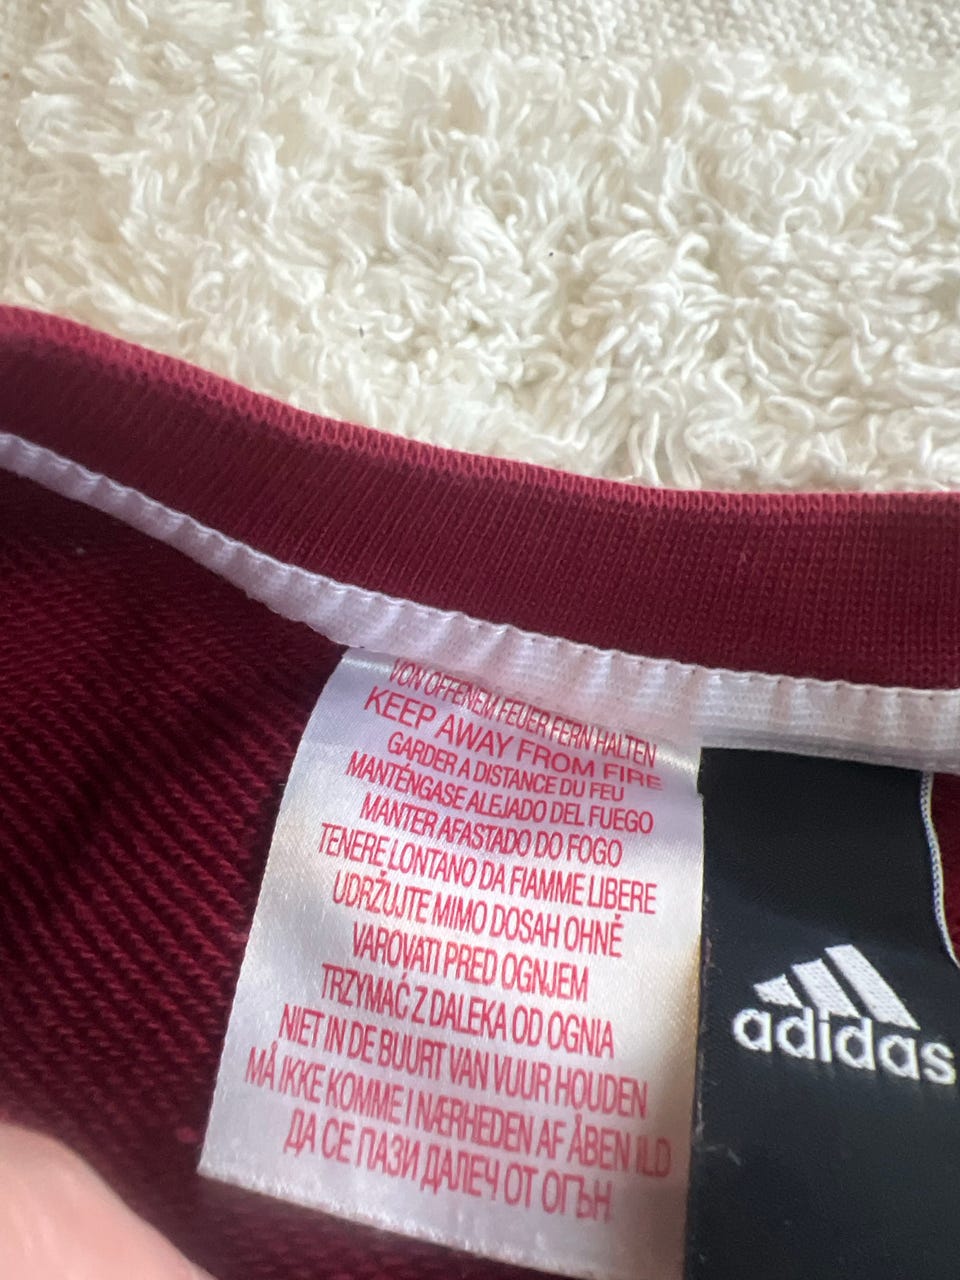 VON OFFENEM FEUER FERN HALTEN
KEEP AWAY FROM FIRE
GARDER A DISTANCE DU FEU
MANTÉNGASE ALEJADO DEL FUEGO
MANTER AFASTADO DO FOGO
TENERE LONTANO DA FIAMME LIBERE
UDRŽUJTE MIMO DOSAH OHNĚ
VAROVATI PRED OGNJEM
TRZYMAĆ Z DALEKA OD OGNIA
NIET IN DE BUURT VAN VUUR HOUDEN
MÅ IKKE KOMME I NÆRHEDEN AF ÅBEN ILD
ДА СЕ ПАЗИ ДАЛЕЧ ОТ ОГЪН
adidas